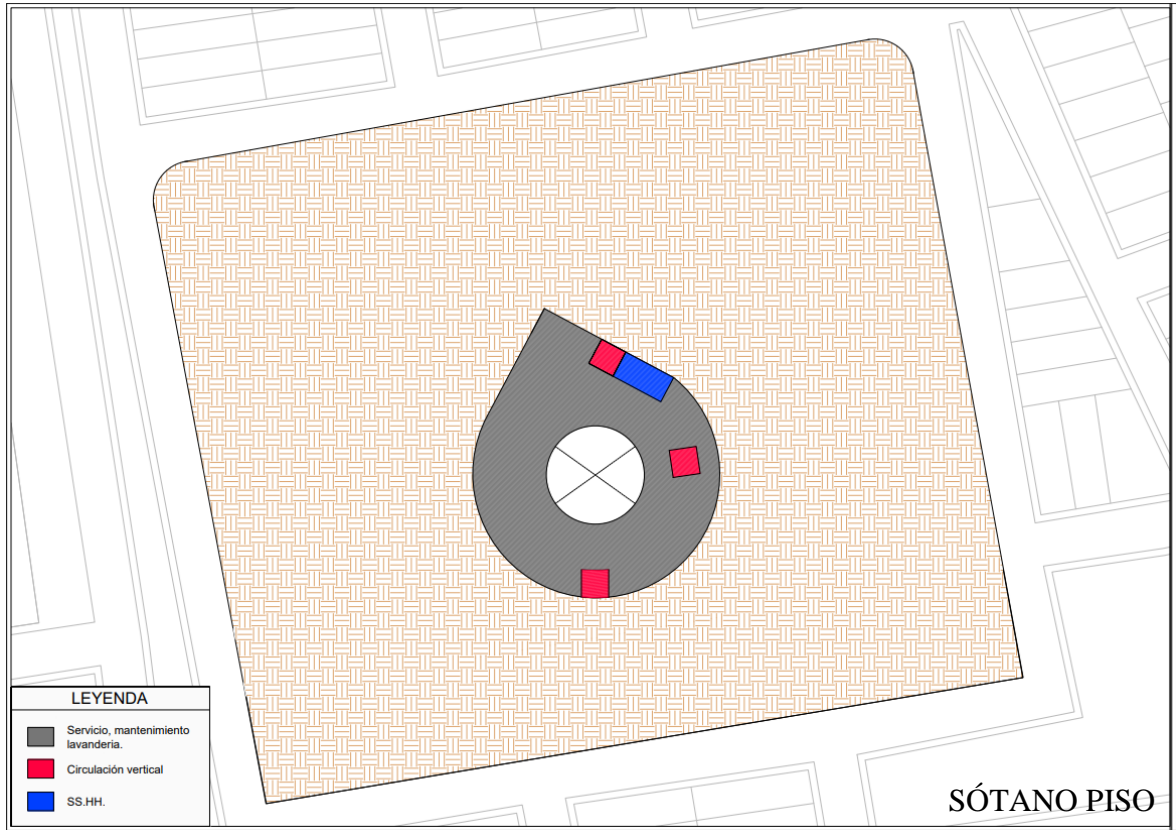 LEYENDA
Servicio, mantenimiento
lavanderia.
Circulación vertical
SS.HH.
SÓTANO PISO